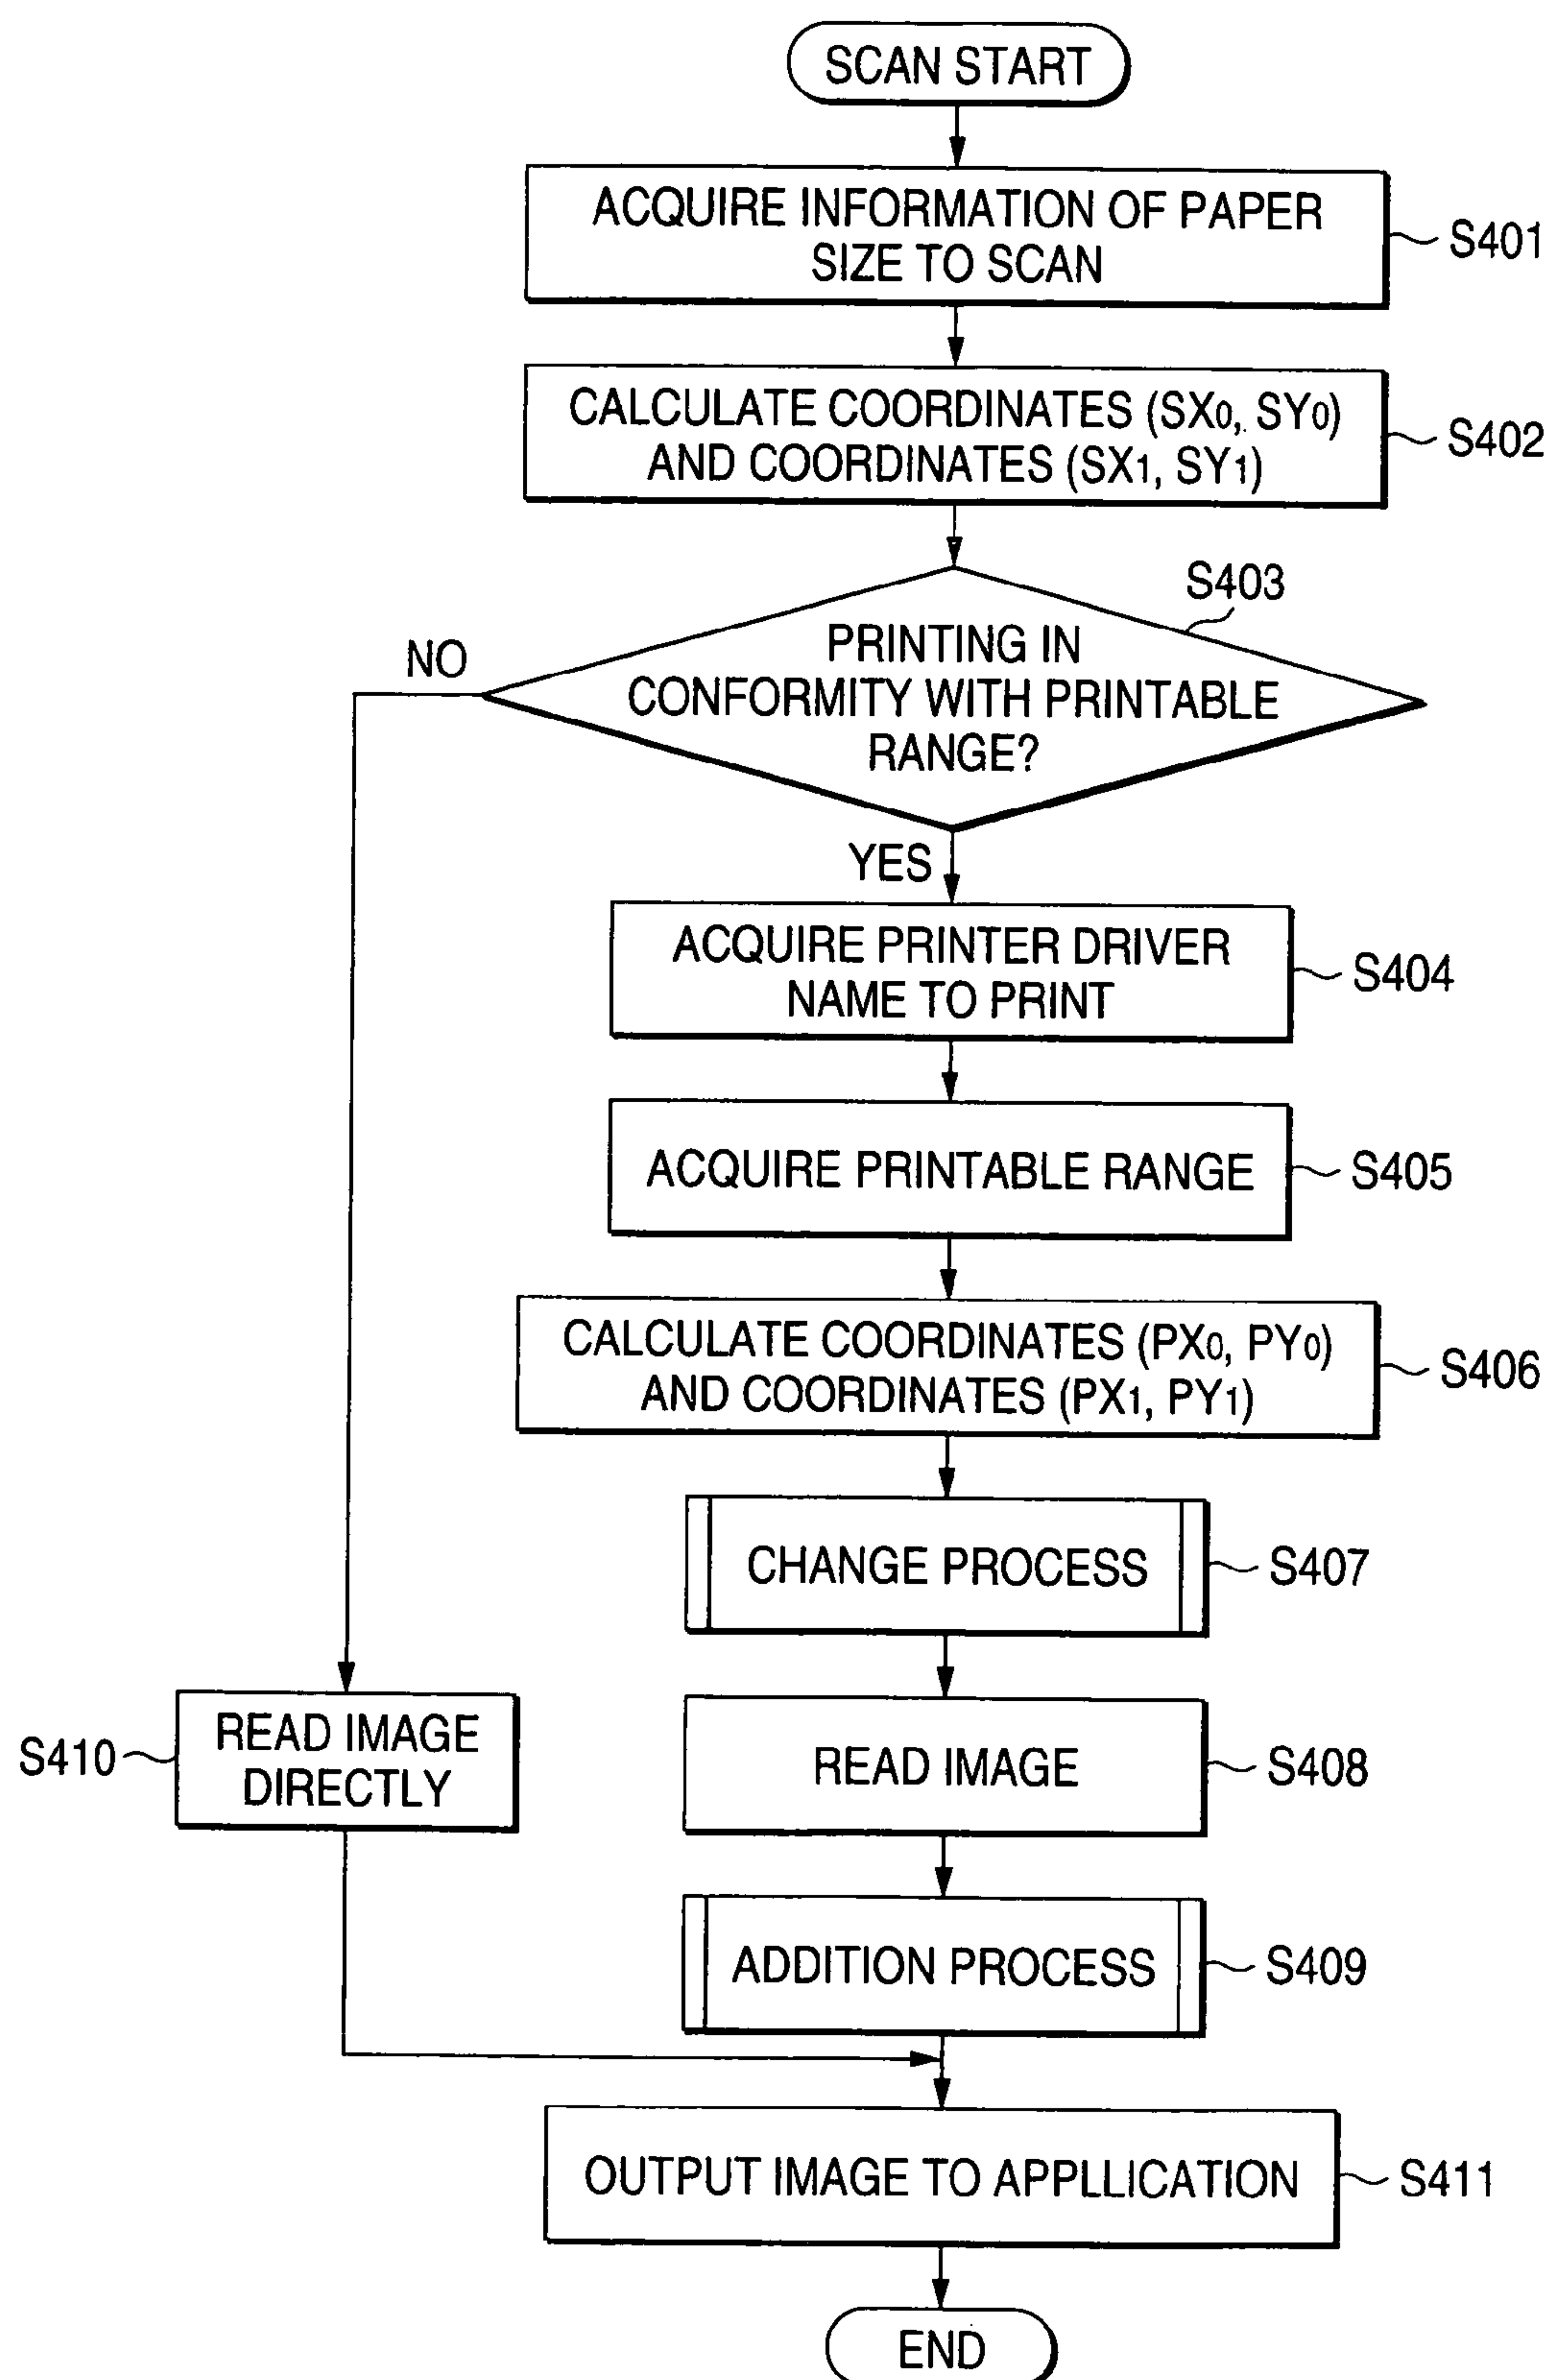 SCAN START
ACQUIRE INFORMATION OF PAPER
SIZE TO SCAN
S401
CALCULATE COORDINATES (SX0, SY0)
AND COORDINATES (SX1, SY1)
S402
S403
PRINTING IN
CONFORMITY WITH PRINTABLE
RANGE?
NO
YES
ACQUIRE PRINTER DRIVER
NAME TO PRINT
S404
ACQUIRE PRINTABLE RANGE
S405
CALCULATE COORDINATES (PX0, PY0)
AND COORDINATES (PX1, PY1)
S406
CHANGE PROCESS
S407
S410
READ IMAGE
DIRECTLY
READ IMAGE
S408
ADDITION PROCESS
S409
OUTPUT IMAGE TO APPLLICATION
S411
END